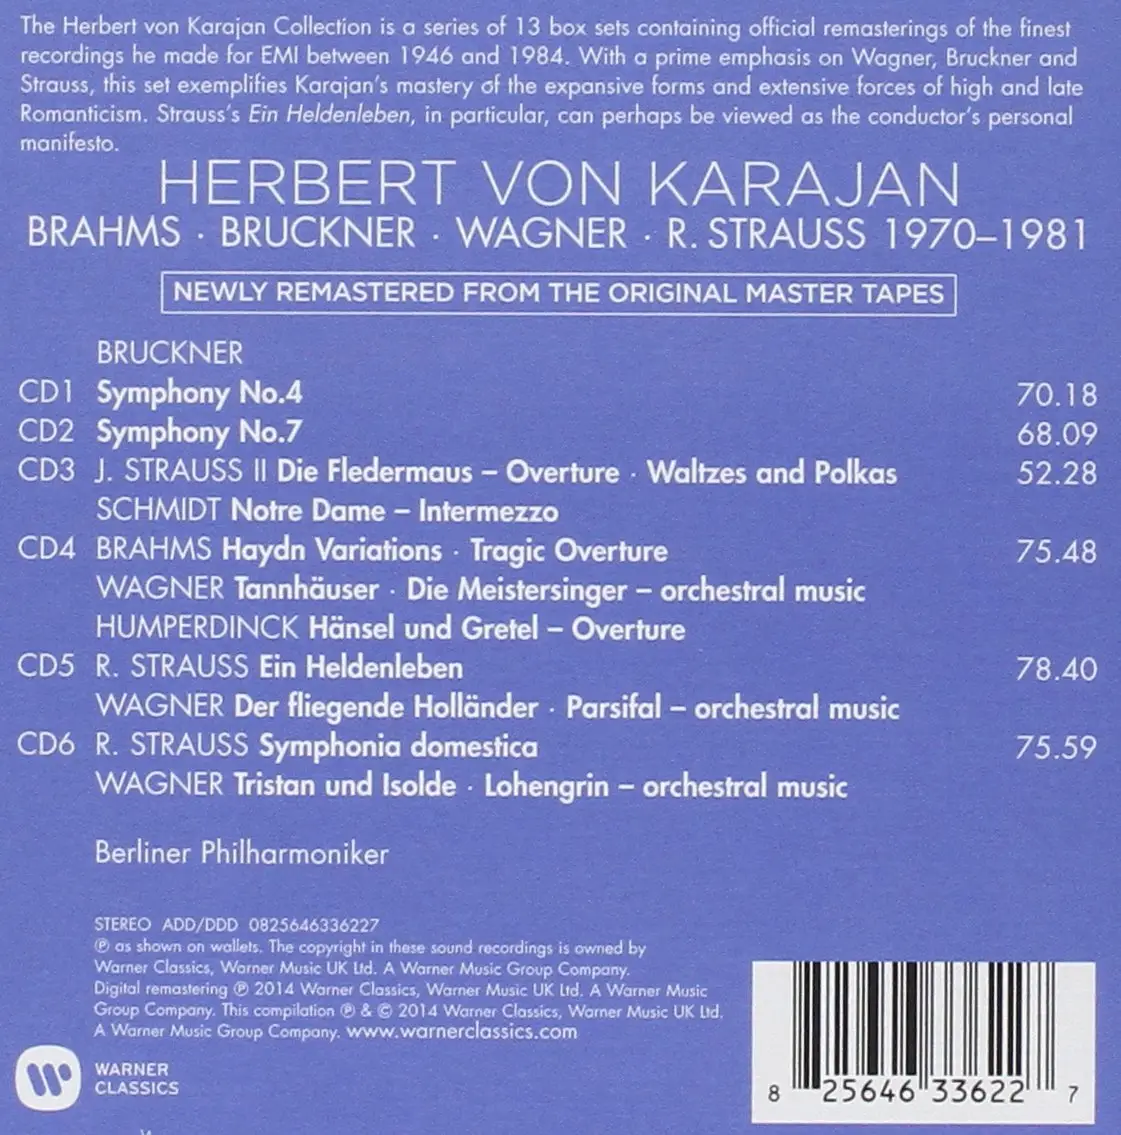 The Herbert von Karajan Collection is a series of 13 box sets containing official remasterings of the finest
recordings he made for EMI between 1946 and 1984. With a prime emphasis on Wagner, Bruckner and
Strauss, this set exemplifies Karajan's mastery of the expansive forms and extensive forces of high and late
Romanticism. Strauss's Ein Heldenleben, in particular, can perhaps be viewed as the conductor's personal
manifesto.
HERBERT VON KARAJAN
BRAHMS · BRUCKNER · WAGNER · R. STRAUSS 1970–1981
NEWLY REMASTERED FROM THE ORIGINAL MASTER TAPES
BRUCKNER
CD1 Symphony No.4 70.18
CD2 Symphony No.7 68.09
CD3 J. STRAUSS II Die Fledermaus – Overture · Waltzes and Polkas 52.28
SCHMIDT Notre Dame – Intermezzo
CD4 BRAHMS Haydn Variations · Tragic Overture 75.48
WAGNER Tannhäuser · Die Meistersinger – orchestral music
HUMPERDINCK Hänsel und Gretel – Overture
CD5 R. STRAUSS Ein Heldenleben 78.40
WAGNER Der fliegende Holländer · Parsifal – orchestral music
CD6 R. STRAUSS Symphonia domestica 75.59
WAGNER Tristan und Isolde · Lohengrin – orchestral music
Berliner Philharmoniker
STEREO ADD/DDD 0825646336227
℗ as shown on wallets. The copyright in these sound recordings is owned by
Warner Classics, Warner Music UK Ltd. A Warner Music Group Company.
Digital remastering ℗ 2014 Warner Classics, Warner Music UK Ltd. A Warner Music
Group Company. This compilation ℗ & © 2014 Warner Classics, Warner Music UK Ltd.
A Warner Music Group Company. www.warnerclassics.com
WARNER
CLASSICS
8 25646 33622 7